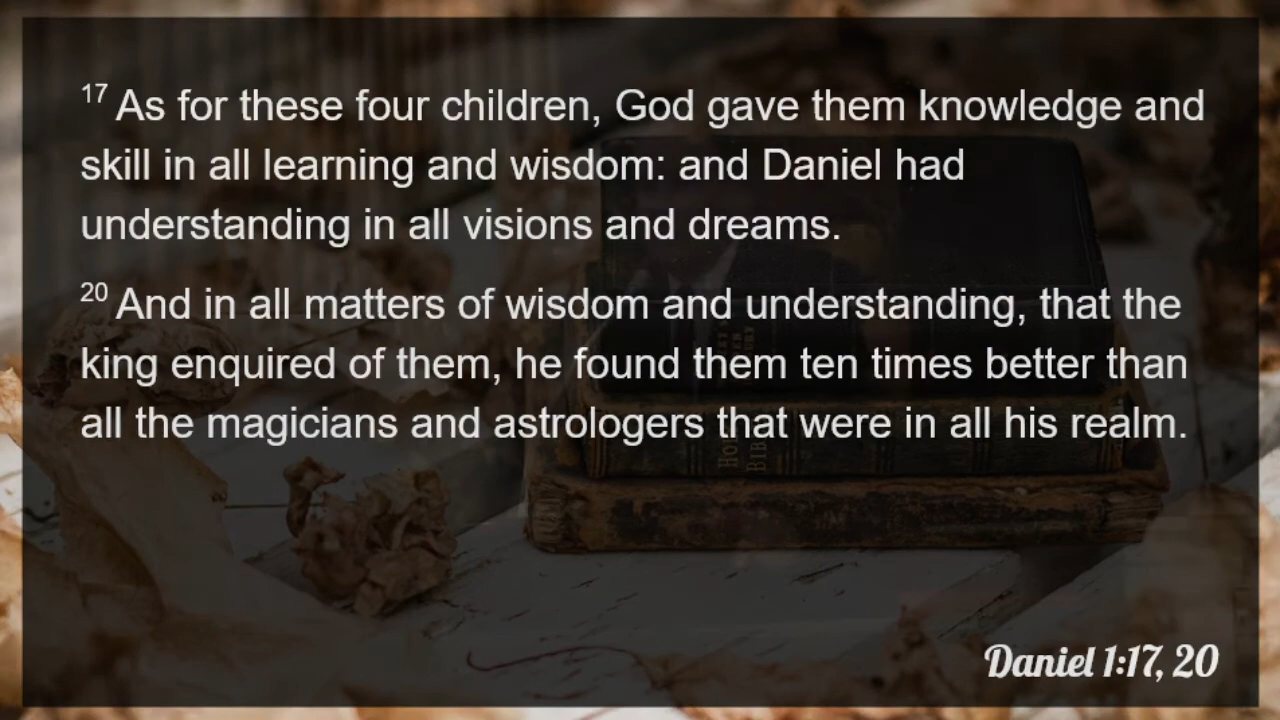 17 As for these four children, God gave them knowledge and
skill in all learning and wisdom: and Daniel had
understanding in all visions and dreams.
20 And in all matters of wisdom and understanding, that the
king enquired of them, he found them ten times better than
all the magicians and astrologers that were in all his realm.
Holy
Bible
Daniel 1:17, 20